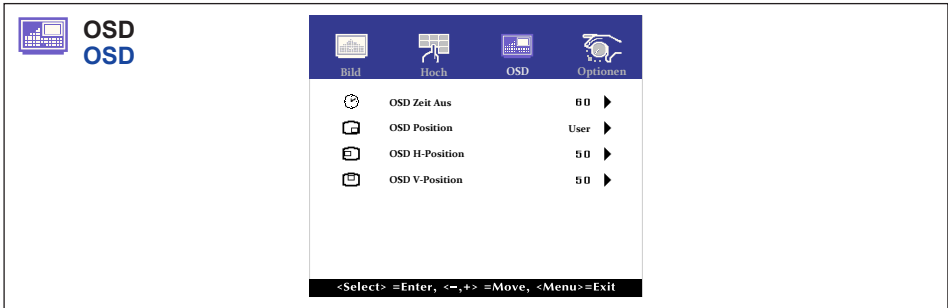 OSD
OSD
Bild Hoch OSD Optionen
OSD Zeit Aus 60
OSD Position User
OSD H-Position 50
OSD V-Position 50
<Select> =Enter, <–,+> =Move, <Menu>=Exit